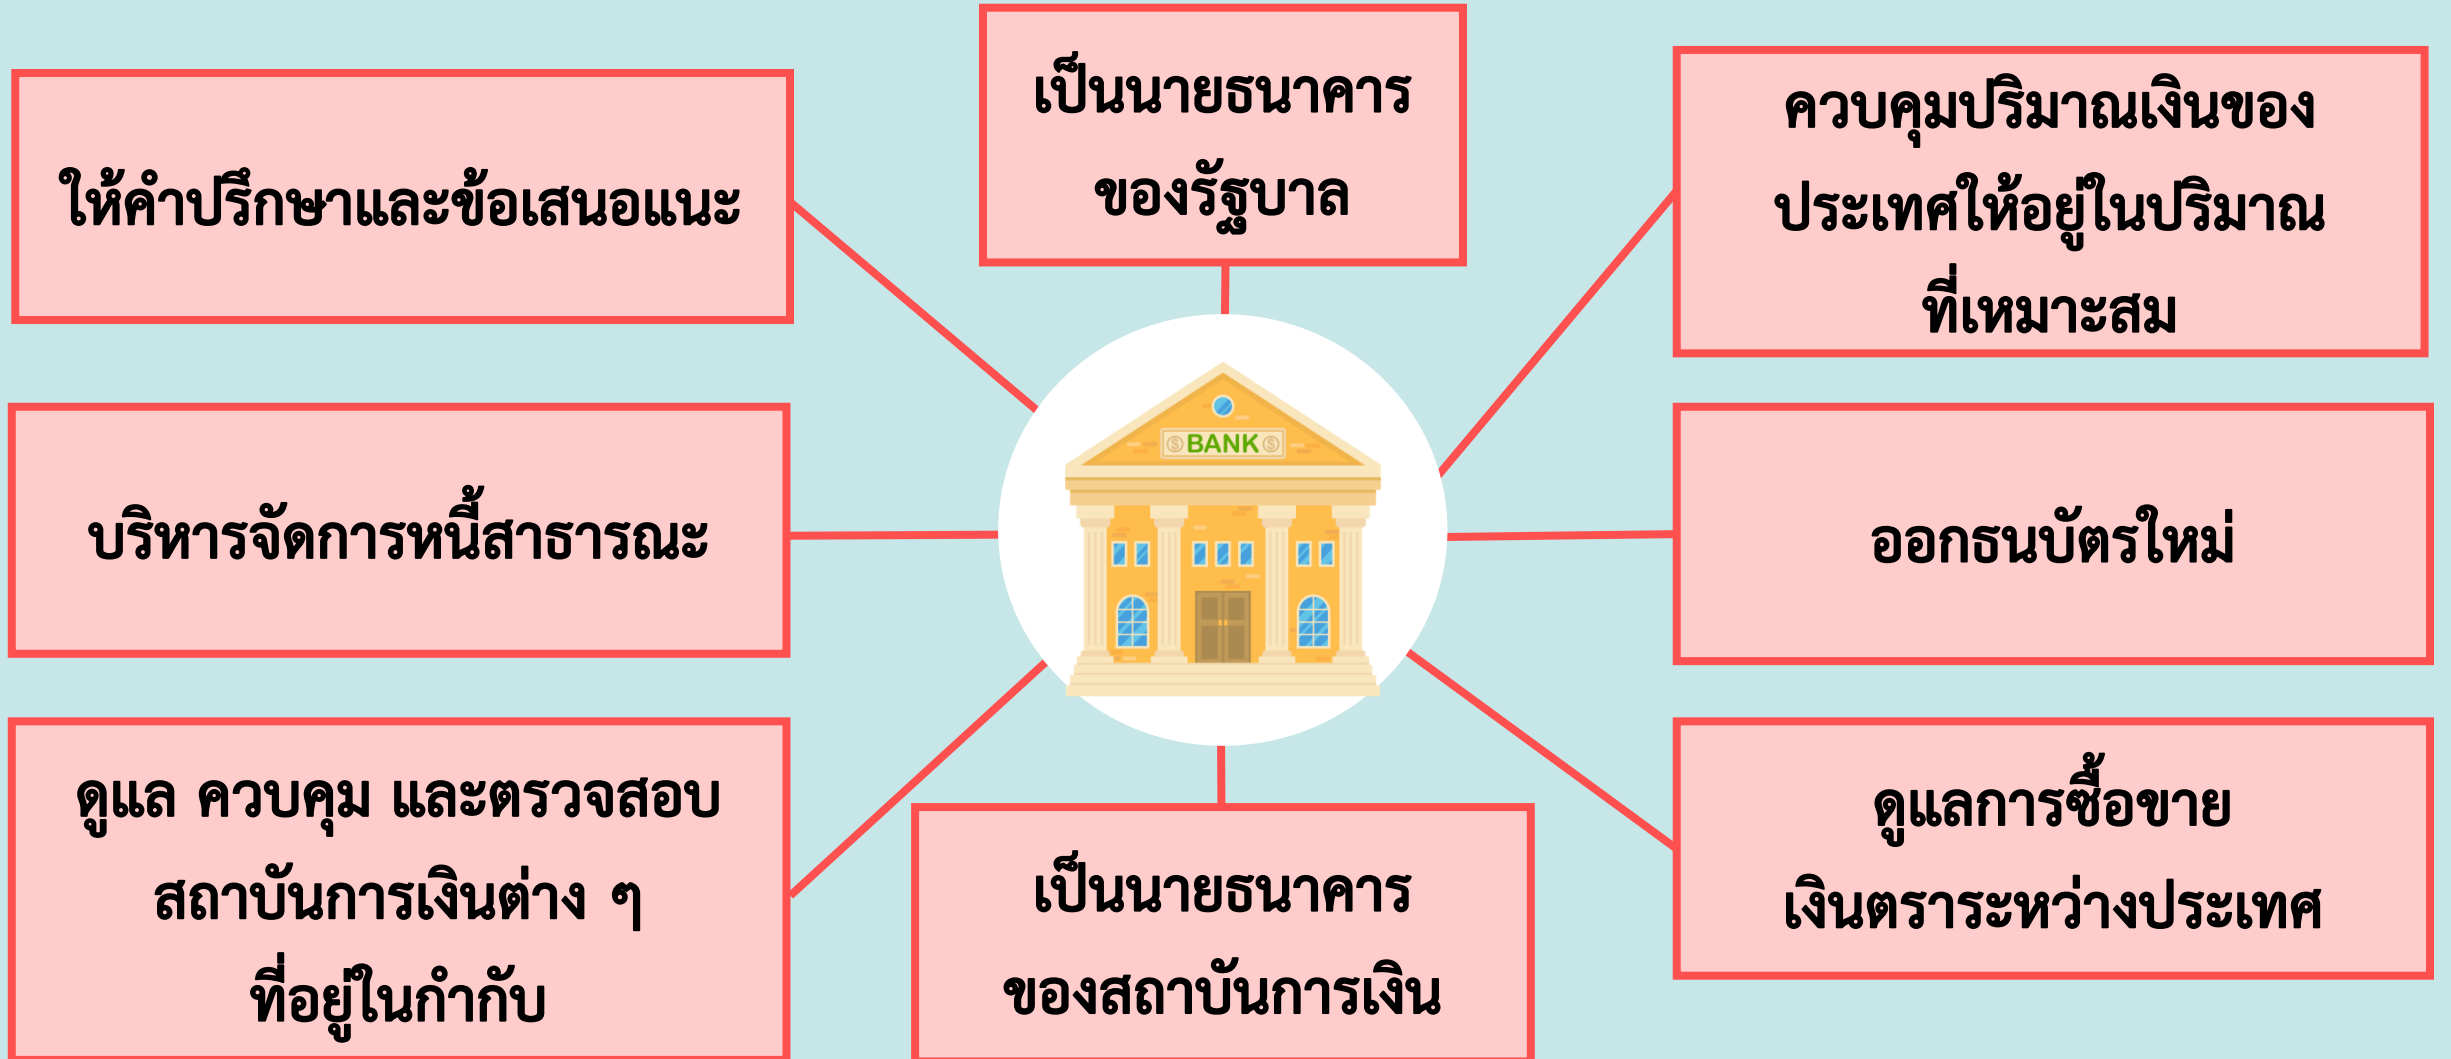 เป็นนายธนาคาร
ของรัฐบาล
ให้คำปรึกษาและข้อเสนอแนะ
ควบคุมปริมาณเงินของ
ประเทศให้อยู่ในปริมาณ
ที่เหมาะสม
BANK
บริหารจัดการหนี้สาธารณะ
ออกธนบัตรใหม่
ดูแล ควบคุม และตรวจสอบ
สถาบันการเงินต่าง ๆ
ที่อยู่ในกำกับ
เป็นนายธนาคาร
ของสถาบันการเงิน
ดูแลการซื้อขาย
เงินตราระหว่างประเทศ